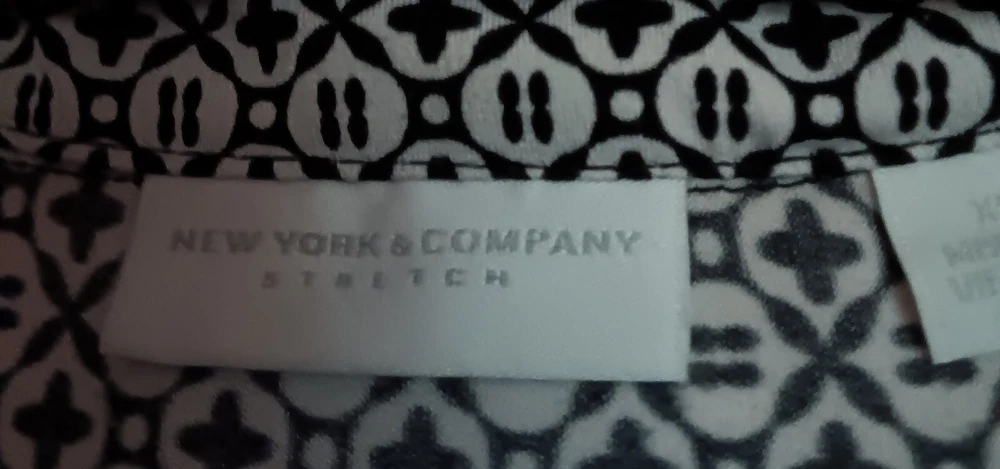 NEW YORK & COMPANY
STRETCH